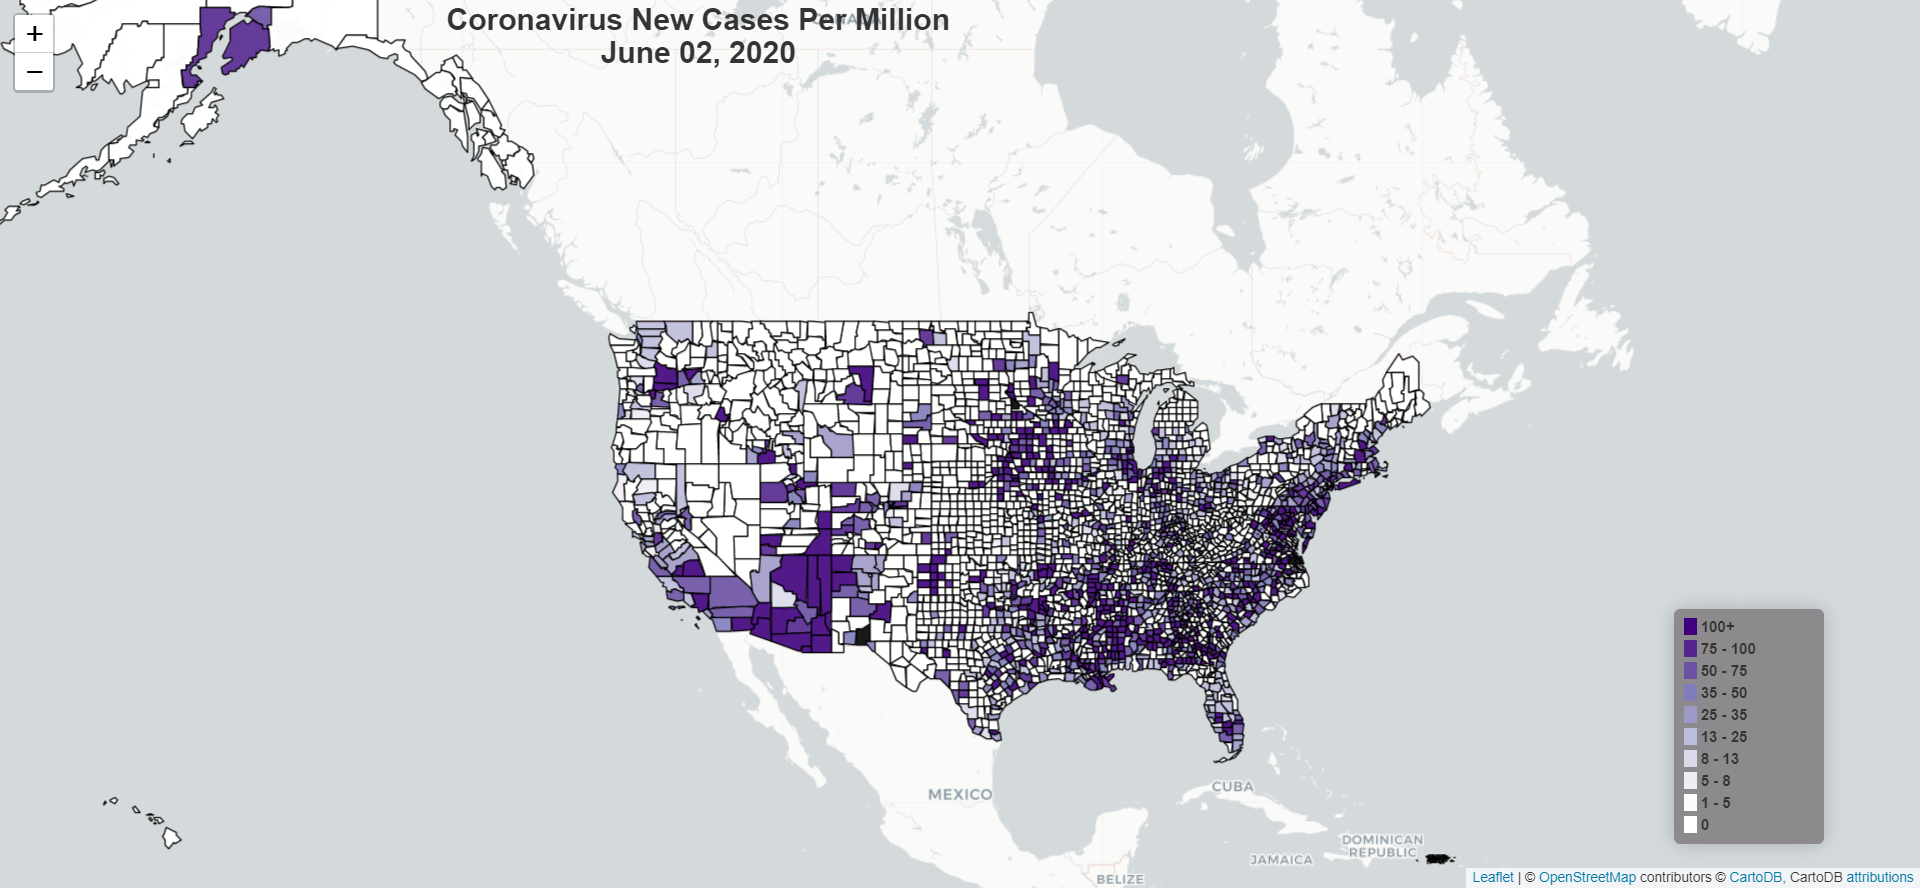 +
−
CANADA
Coronavirus New Cases Per Million
June 02, 2020
100+
75 - 100
50 - 75
35 - 50
25 - 35
13 - 25
8 - 13
5 - 8
1 - 5
0
MEXICO
CUBA
DOMINICAN
REPUBLIC
JAMAICA
BELIZE
Leaflet | © OpenStreetMap contributors © CartoDB, CartoDB attributions